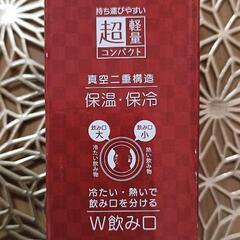 持ち運びやすい
超軽量
コンパクト
真空二重構造
保温・保冷
飲み口 大
飲み口 小
冷たい飲み物
熱い飲み物
冷たい・熱いで
飲み口を分ける
W飲み口